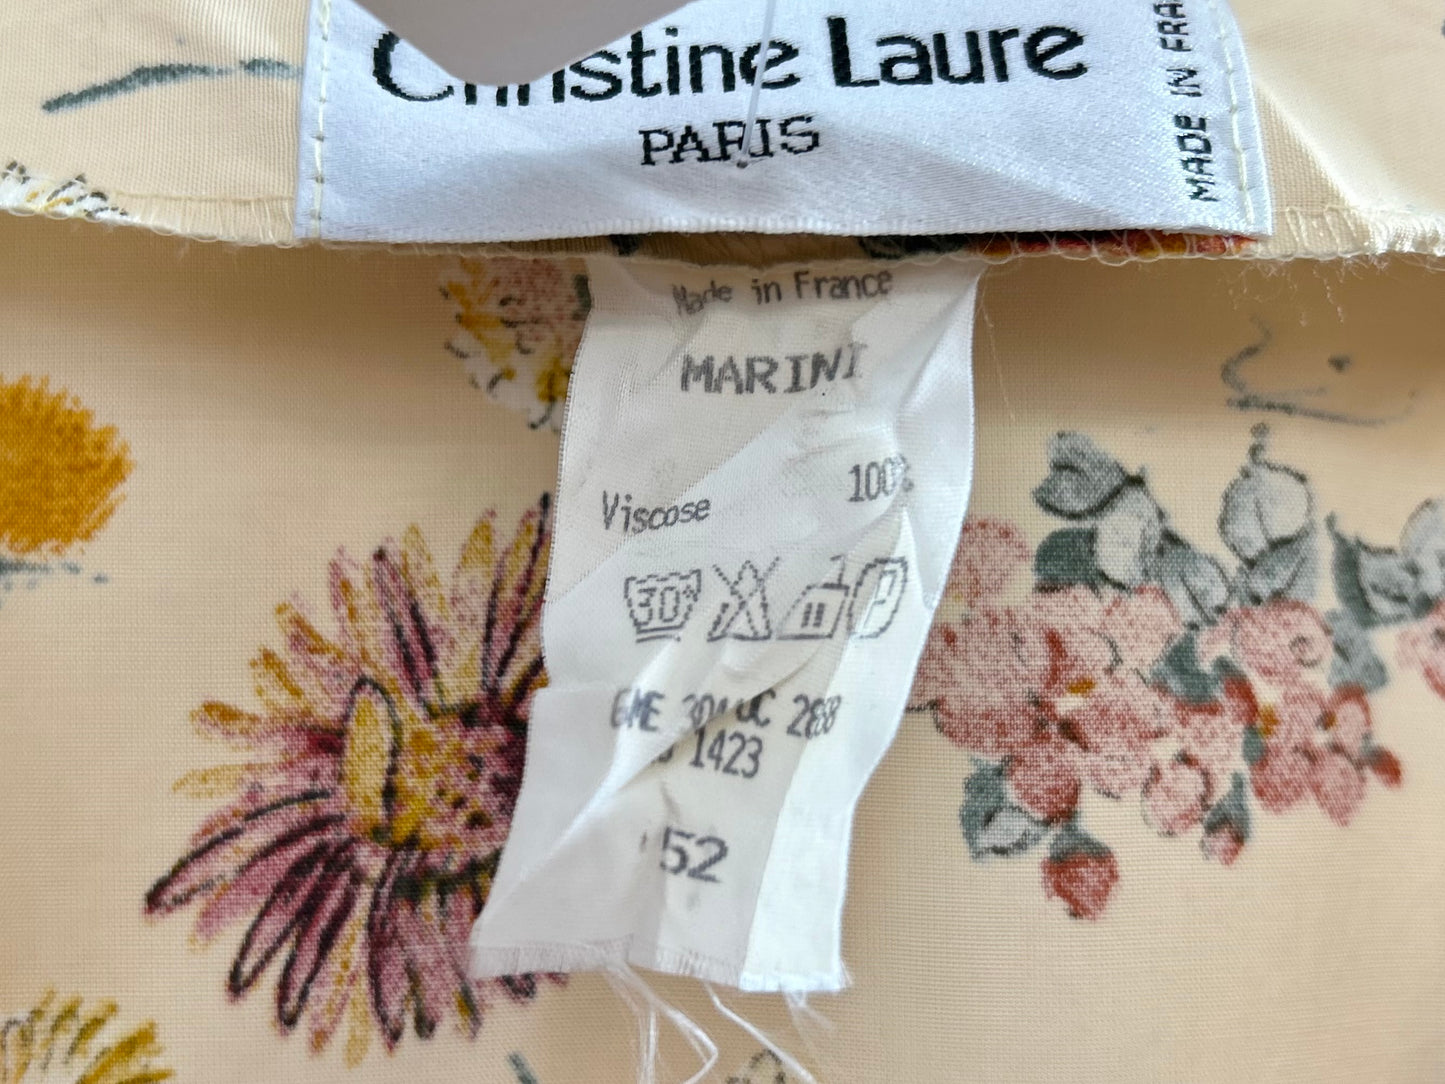 Christine Laure
PARIS
MADE IN FRA
Made in France
MARINI
Viscose 100%
30°
P
1423
52